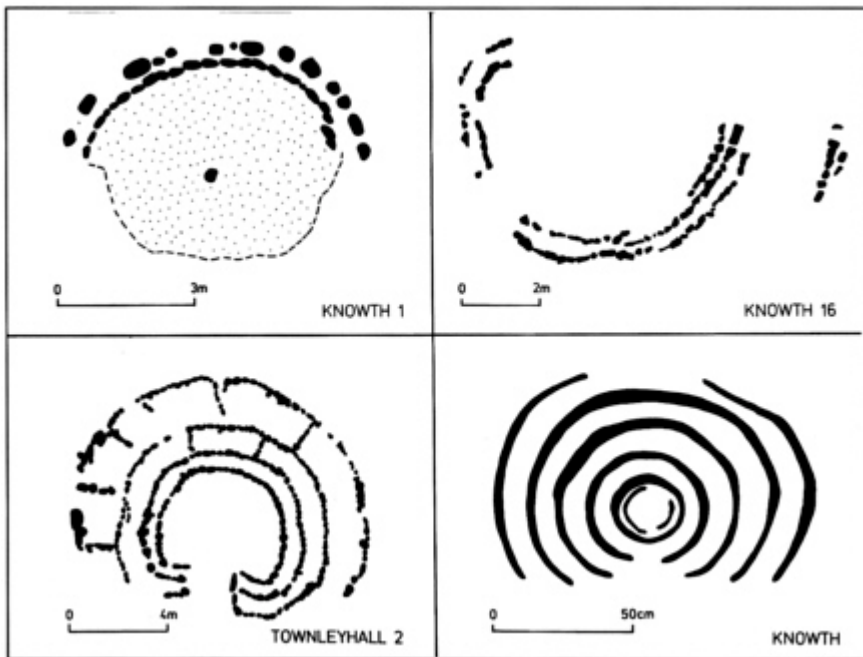 0 3m
KNOWTH 1
0 2m
KNOWTH 16
0 4m
TOWNLEYHALL 2
0 50cm
KNOWTH